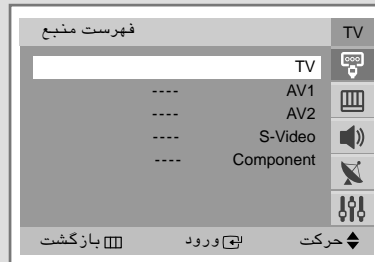 فهرست منبع
TV
TV
AV1 ----
AV2 ----
S-Video ----
Component ----
حرکت ورود بازگشت